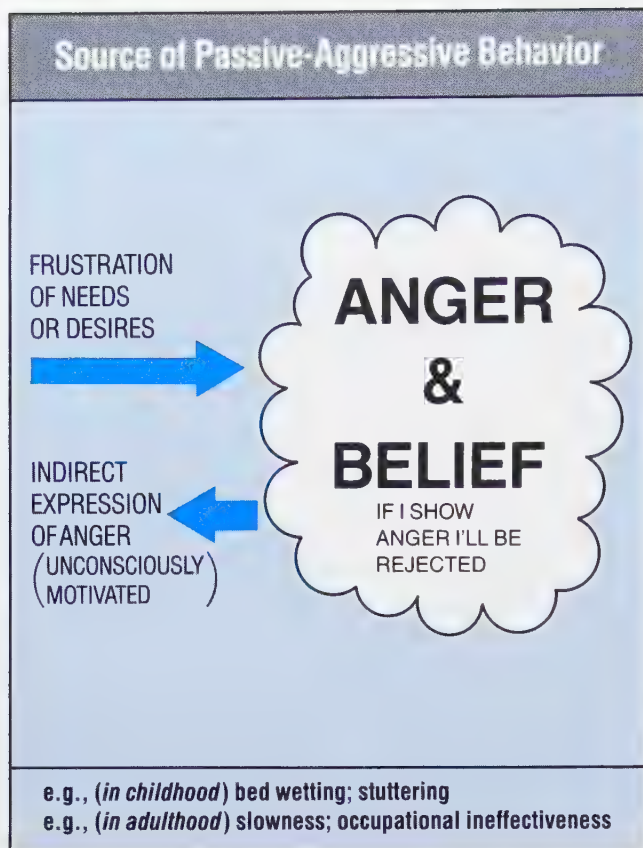 Source of Passive-Aggressive Behavior
FRUSTRATION
OF NEEDS
OR DESIRES
ANGER
&
BELIEF
IF I SHOW
ANGER I'LL BE
REJECTED
INDIRECT
EXPRESSION
OF ANGER
(UNCONSCIOUSLY
MOTIVATED)
e.g., (in childhood) bed wetting; stuttering
e.g., (in adulthood) slowness; occupational ineffectiveness